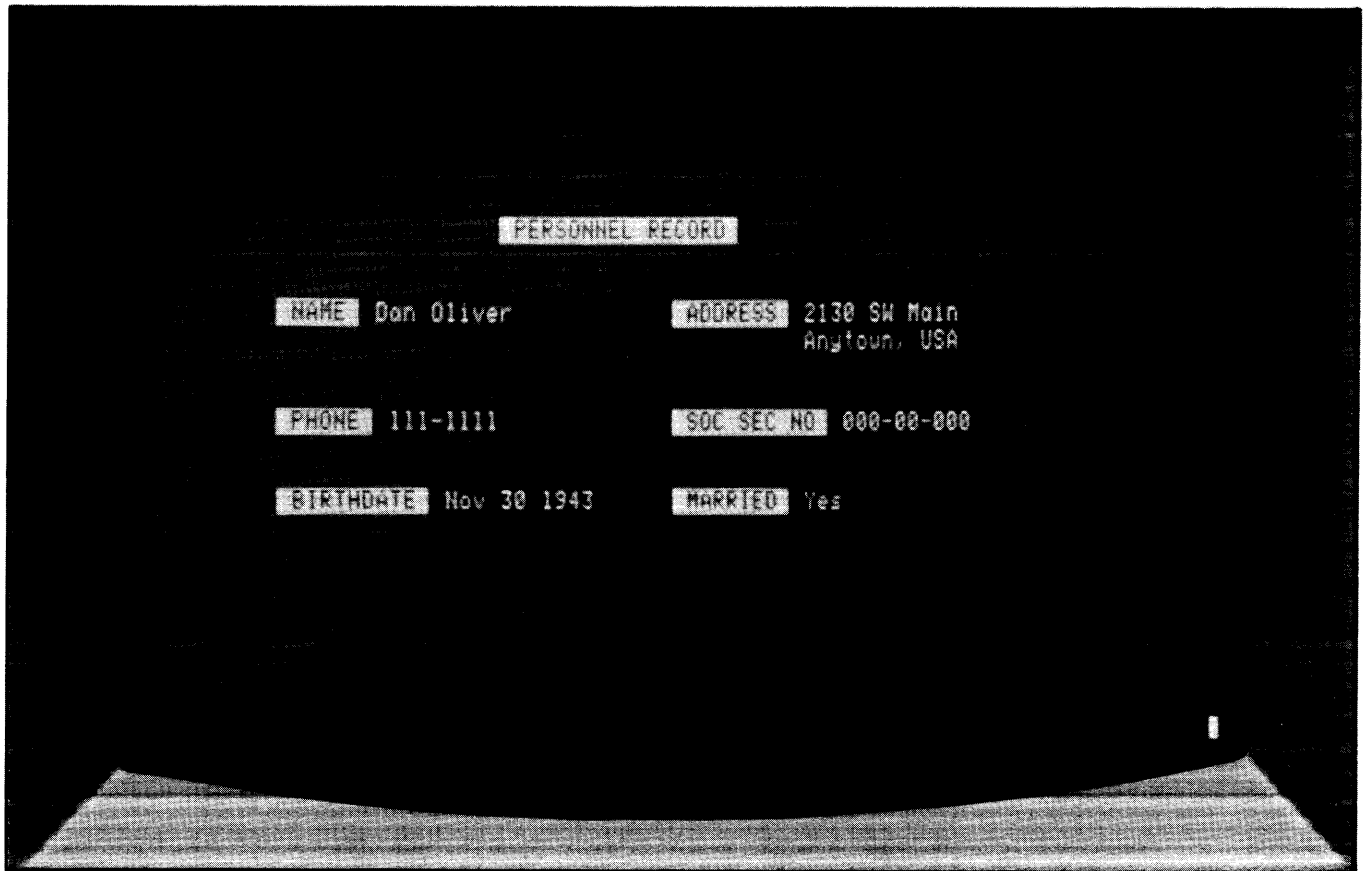 PERSONNEL RECORD
NAME Dan Oliver ADDRESS 2130 SW Main
Anytown, USA
PHONE 111-1111 SOC SEC NO 000-00-000
BIRTHDATE Nov 30 1943 MARRIED Yes